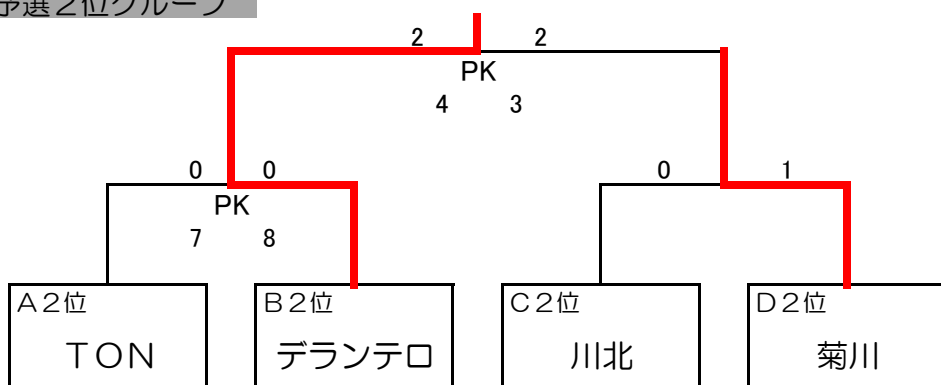 予選２位グループ
2 2
PK
4 3
0 0 0 1
PK
7 8
A２位 B２位 C２位 D２位
TON デランテロ 川北 菊川